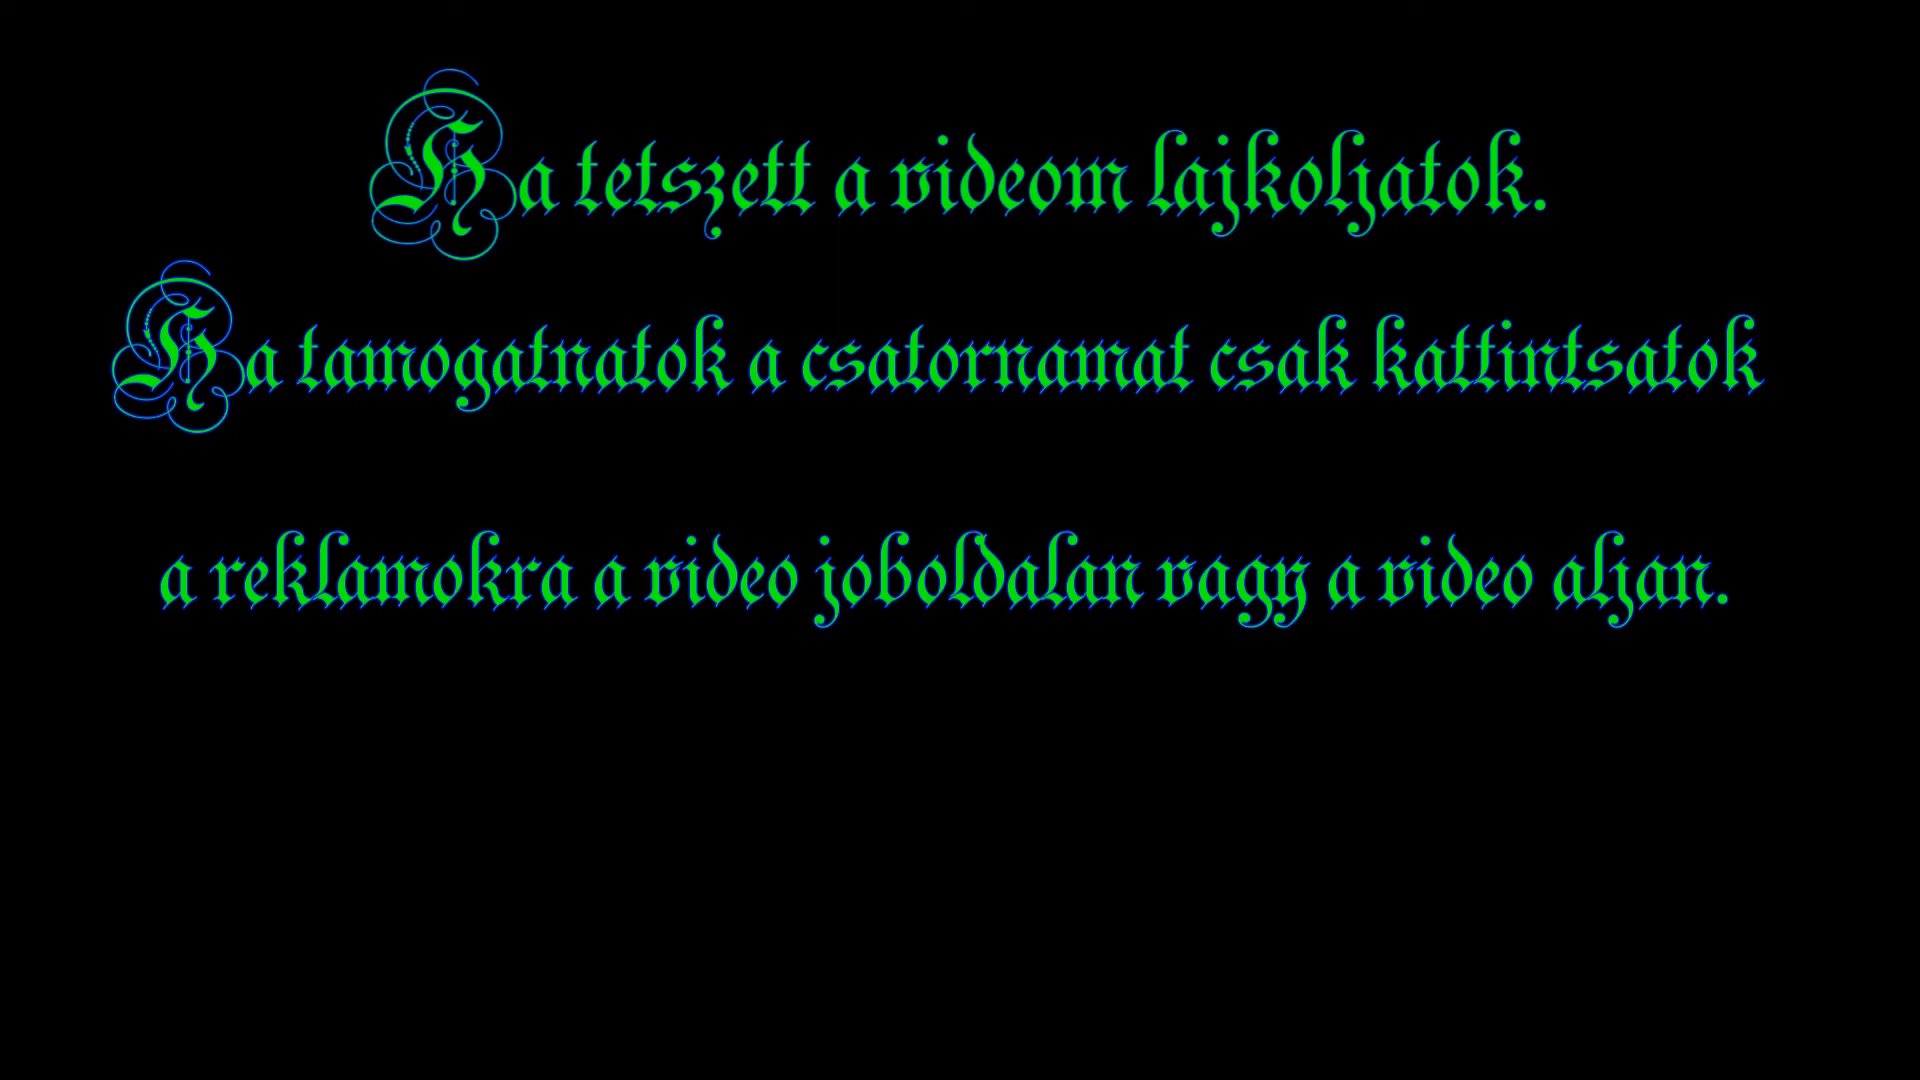 Ha tetszett a videom lajkoljatok.
Ha tamogatnatok a csatornamat csak kattintsatok
a reklamokra a video joboldalan vagy a video aljan.